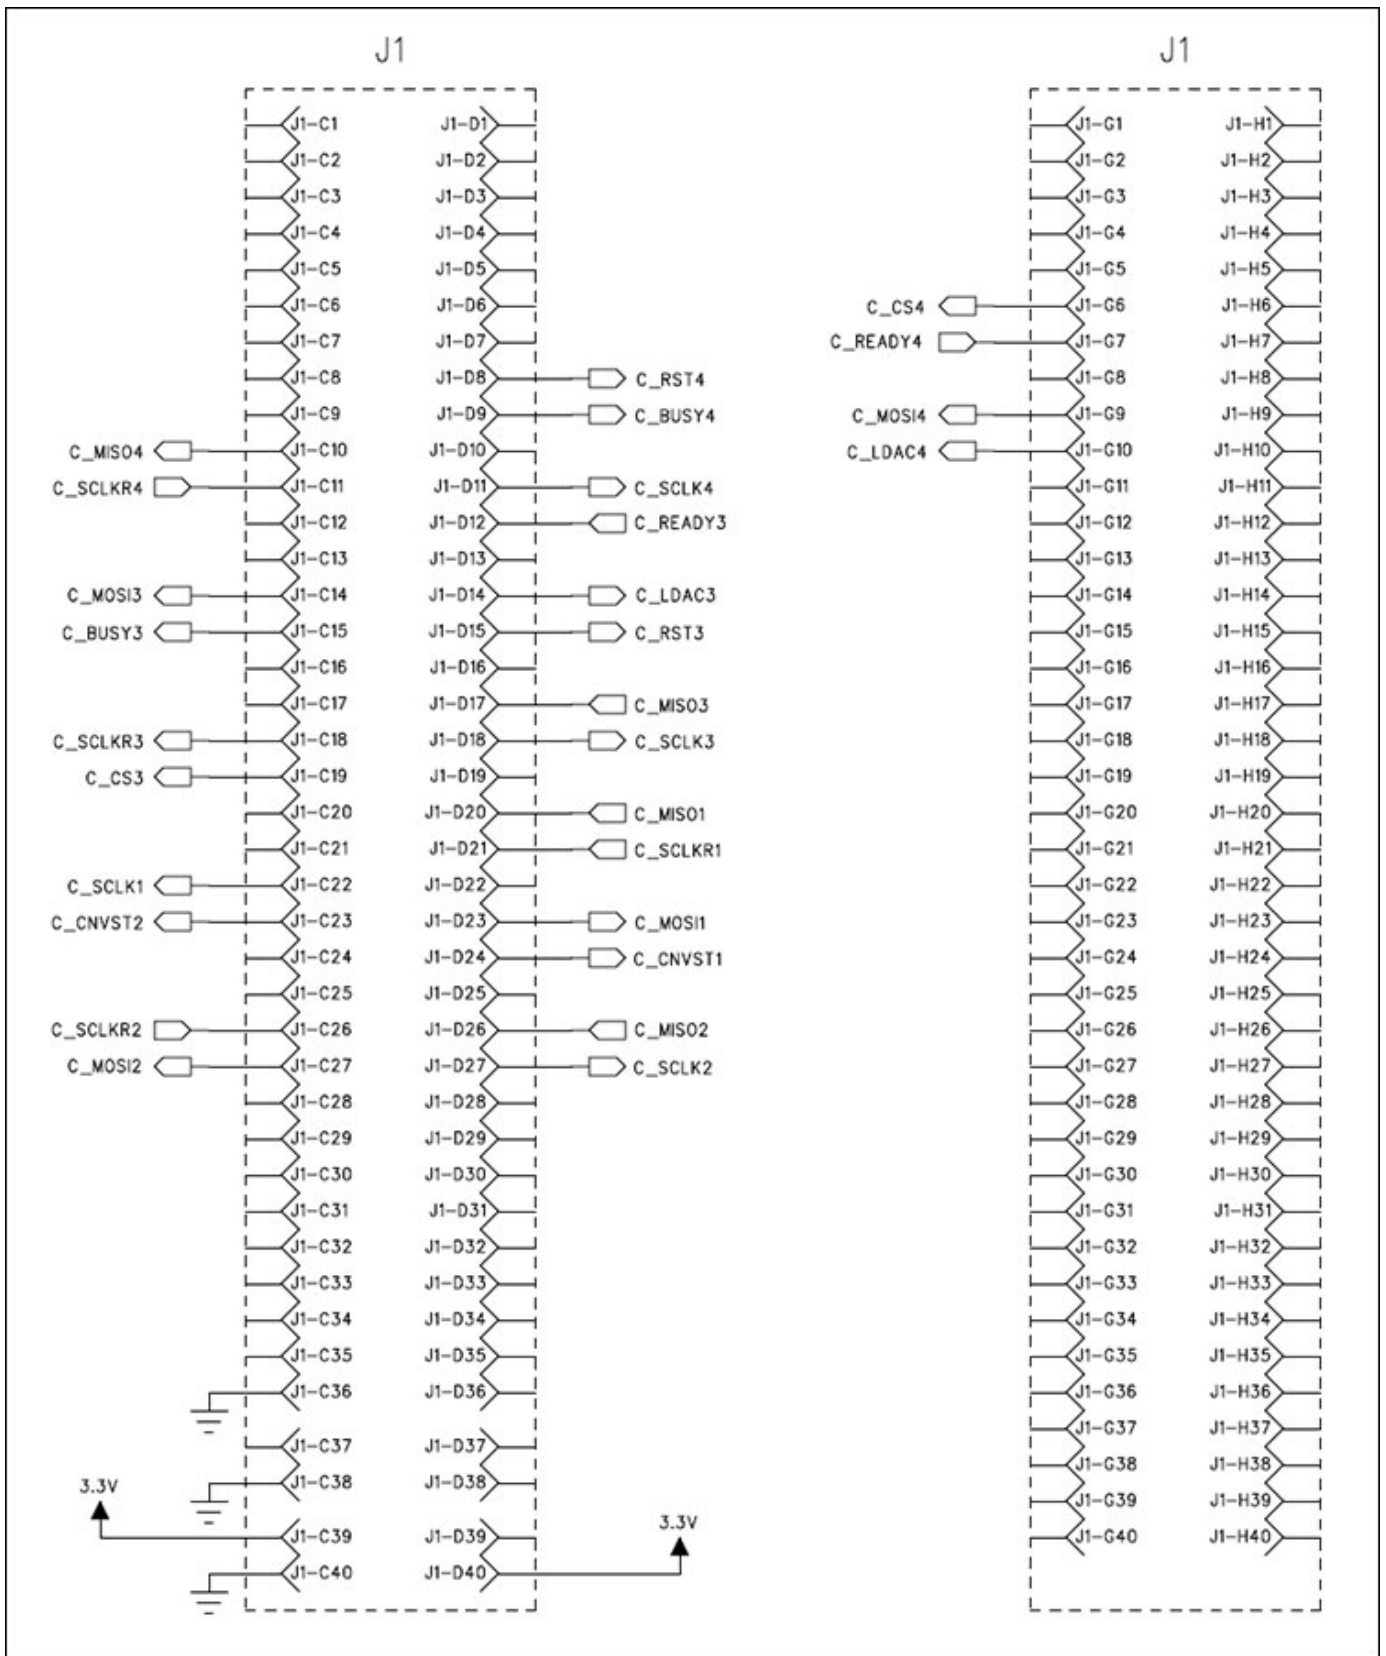 J1 J1
J1-C1 J1-D1 J1-G1 J1-H1
J1-C2 J1-D2 J1-G2 J1-H2
J1-C3 J1-D3 J1-G3 J1-H3
J1-C4 J1-D4 J1-G4 J1-H4
J1-C5 J1-D5 J1-G5 J1-H5
J1-C6 J1-D6 C_CS4 J1-G6 J1-H6
J1-C7 J1-D7 C_READY4 J1-G7 J1-H7
J1-C8 J1-D8 C_RST4 J1-G8 J1-H8
J1-C9 J1-D9 C_BUSY4 C_MOSI4 J1-G9 J1-H9
C_MISO4 J1-C10 J1-D10 C_LDAC4 J1-G10 J1-H10
C_SCLKR4 J1-C11 J1-D11 C_SCLK4 J1-G11 J1-H11
J1-C12 J1-D12 C_READY3 J1-G12 J1-H12
J1-C13 J1-D13 J1-G13 J1-H13
C_MOSI3 J1-C14 J1-D14 C_LDAC3 J1-G14 J1-H14
C_BUSY3 J1-C15 J1-D15 C_RST3 J1-G15 J1-H15
J1-C16 J1-D16 J1-G16 J1-H16
J1-C17 J1-D17 C_MISO3 J1-G17 J1-H17
C_SCLKR3 J1-C18 J1-D18 C_SCLK3 J1-G18 J1-H18
C_CS3 J1-C19 J1-D19 J1-G19 J1-H19
J1-C20 J1-D20 C_MISO1 J1-G20 J1-H20
J1-C21 J1-D21 C_SCLKR1 J1-G21 J1-H21
C_SCLK1 J1-C22 J1-D22 J1-G22 J1-H22
C_CNVST2 J1-C23 J1-D23 C_MOSI1 J1-G23 J1-H23
J1-C24 J1-D24 C_CNVST1 J1-G24 J1-H24
J1-C25 J1-D25 J1-G25 J1-H25
C_SCLKR2 J1-C26 J1-D26 C_MISO2 J1-G26 J1-H26
C_MOSI2 J1-C27 J1-D27 C_SCLK2 J1-G27 J1-H27
J1-C28 J1-D28 J1-G28 J1-H28
J1-C29 J1-D29 J1-G29 J1-H29
J1-C30 J1-D30 J1-G30 J1-H30
J1-C31 J1-D31 J1-G31 J1-H31
J1-C32 J1-D32 J1-G32 J1-H32
J1-C33 J1-D33 J1-G33 J1-H33
J1-C34 J1-D34 J1-G34 J1-H34
J1-C35 J1-D35 J1-G35 J1-H35
J1-C36 J1-D36 J1-G36 J1-H36
J1-G37 J1-H37
J1-C37 J1-D37
J1-G38 J1-H38
J1-C38 J1-D38
3.3V
J1-G39 J1-H39
3.3V
J1-C39 J1-D39 J1-G40 J1-H40
J1-C40 J1-D40